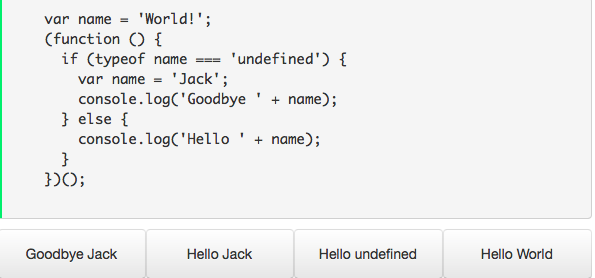 var name = 'World!';
(function () {
  if (typeof name === 'undefined') {
    var name = 'Jack';
    console.log('Goodbye ' + name);
  } else {
    console.log('Hello ' + name);
  }
})();
Goodbye Jack
Hello Jack
Hello undefined
Hello World